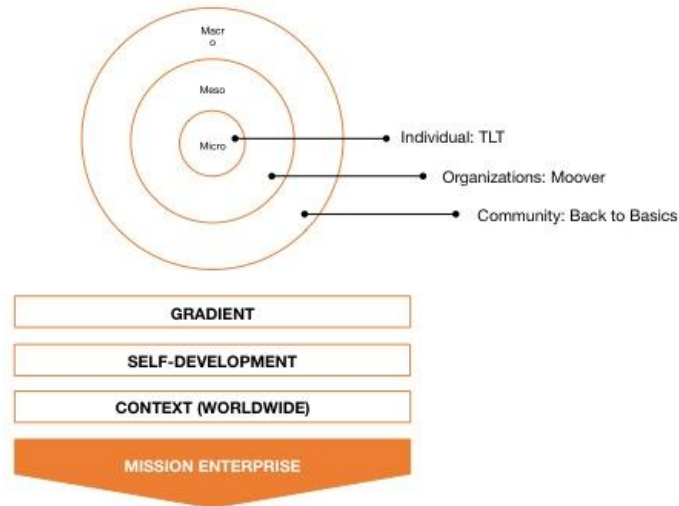 Macr
o
Meso
Micro
Individual: TLT
Organizations: Moover
Community: Back to Basics
GRADIENT
SELF-DEVELOPMENT
CONTEXT (WORLDWIDE)
MISSION ENTERPRISE